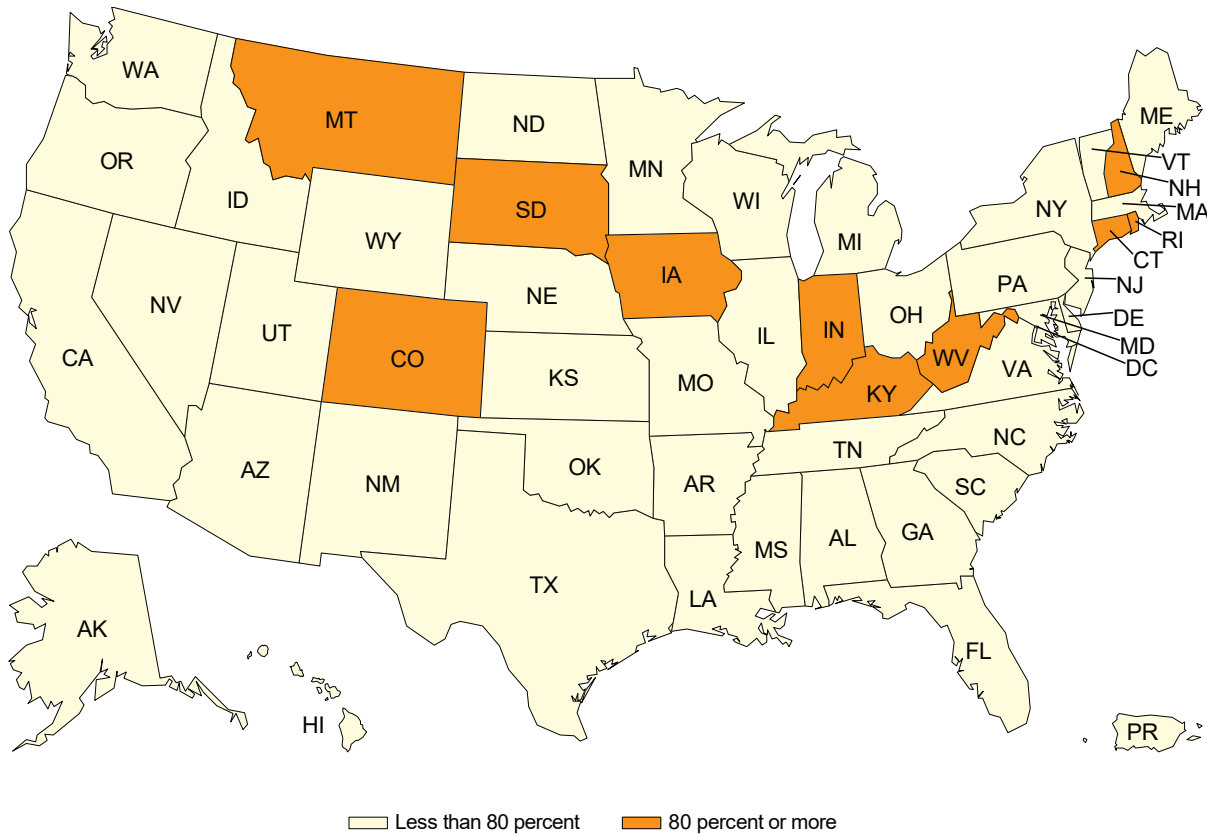 WA
MT
ND
ME
OR
MN
VT
ID
SD
WI
NH
NY
MA
WY
MI
RI
CT
IA
NV
NE
PA
NJ
UT
IL
IN
OH
DE
CA
CO
WV
MD
KS
MO
VA
DC
KY
AZ
NM
OK
TN
NC
AR
SC
MS
AL
GA
TX
LA
AK
FL
HI
PR
Less than 80 percent
80 percent or more